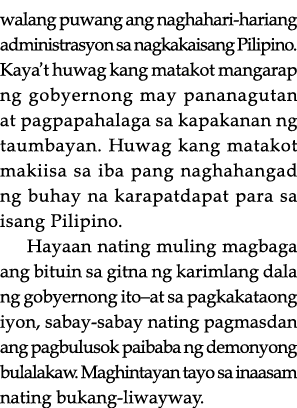 walang puwang ang naghahari-hariang
administrasyon sa nagkakaisang Pilipino.
Kaya't huwag kang matakot mangarap
ng gobyernong may pananagutan
at pagpapahalaga sa kapakanan ng
taumbayan. Huwag kang matakot
makiisa sa iba pang naghahangad
ng buhay na karapatdapat para sa
isang Pilipino.
Hayaan nating muling magbaga
ang bituin sa gitna ng karimlang dala
ng gobyernong ito–at sa pagkakataong
iyon, sabay-sabay nating pagmasdan
ang pagbulusok paibaba ng demonyong
bulalakaw. Maghintayan tayo sa inaasam
nating bukang-liwayway.